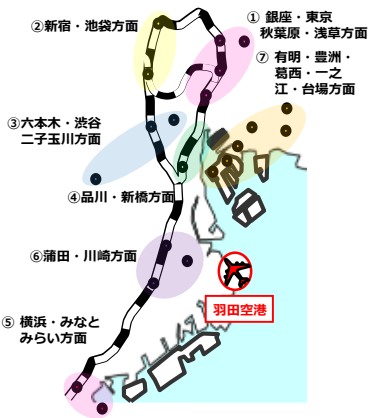 ① 銀座・東京
秋葉原・浅草方面
②新宿・池袋方面
⑦ 有明・豊洲・
葛西・一之
江・台場方面
③六本木・渋谷
二子玉川方面
④品川・新橋方面
⑥蒲田・川崎方面
羽田空港
⑤ 横浜・みなと
みらい方面